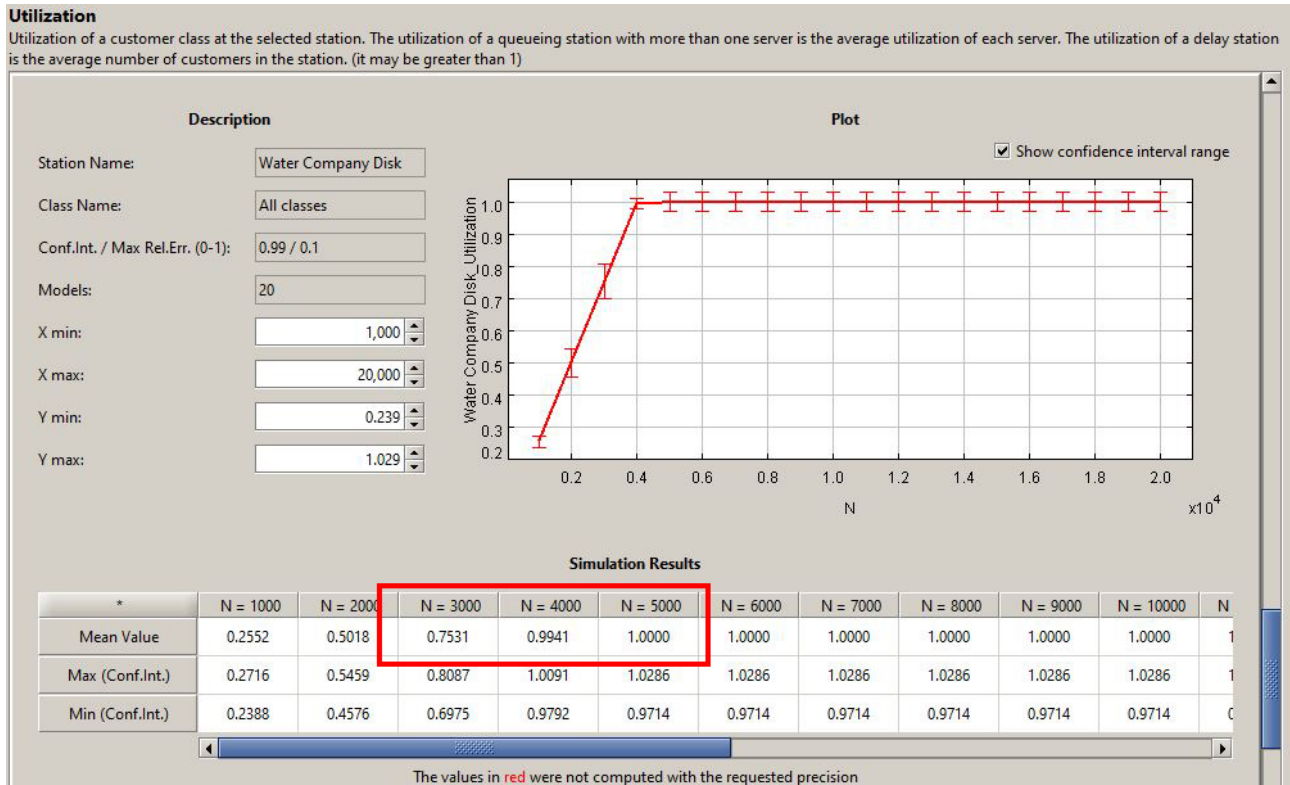 Utilization
Utilization of a customer class at the selected station. The utilization of a queueing station with more than one server is the average utilization of each server. The utilization of a delay station
is the average number of customers in the station. (it may be greater than 1)
Description
Plot
Station Name: Water Company Disk
Show confidence interval range
Class Name: All classes
Conf.Int. / Max Rel.Err. (0-1): 0.99 / 0.1
Models: 20
X min: 1,000
X max: 20,000
Y min: 0.239
Y max: 1.029
Water Company Disk_Utilization
1.0
0.9
0.8
0.7
0.6
0.5
0.4
0.3
0.2
0.2 0.4 0.6 0.8 1.0 1.2 1.4 1.6 1.8 2.0
N
x10^4
Simulation Results
* N = 1000 N = 2000 N = 3000 N = 4000 N = 5000 N = 6000 N = 7000 N = 8000 N = 9000 N = 10000 N
Mean Value 0.2552 0.5018 0.7531 0.9941 1.0000 1.0000 1.0000 1.0000 1.0000 1.0000
Max (Conf.Int.) 0.2716 0.5459 0.8087 1.0091 1.0286 1.0286 1.0286 1.0286 1.0286 1.0286
Min (Conf.Int.) 0.2388 0.4576 0.6975 0.9792 0.9714 0.9714 0.9714 0.9714 0.9714 0.9714
The values in red were not computed with the requested precision